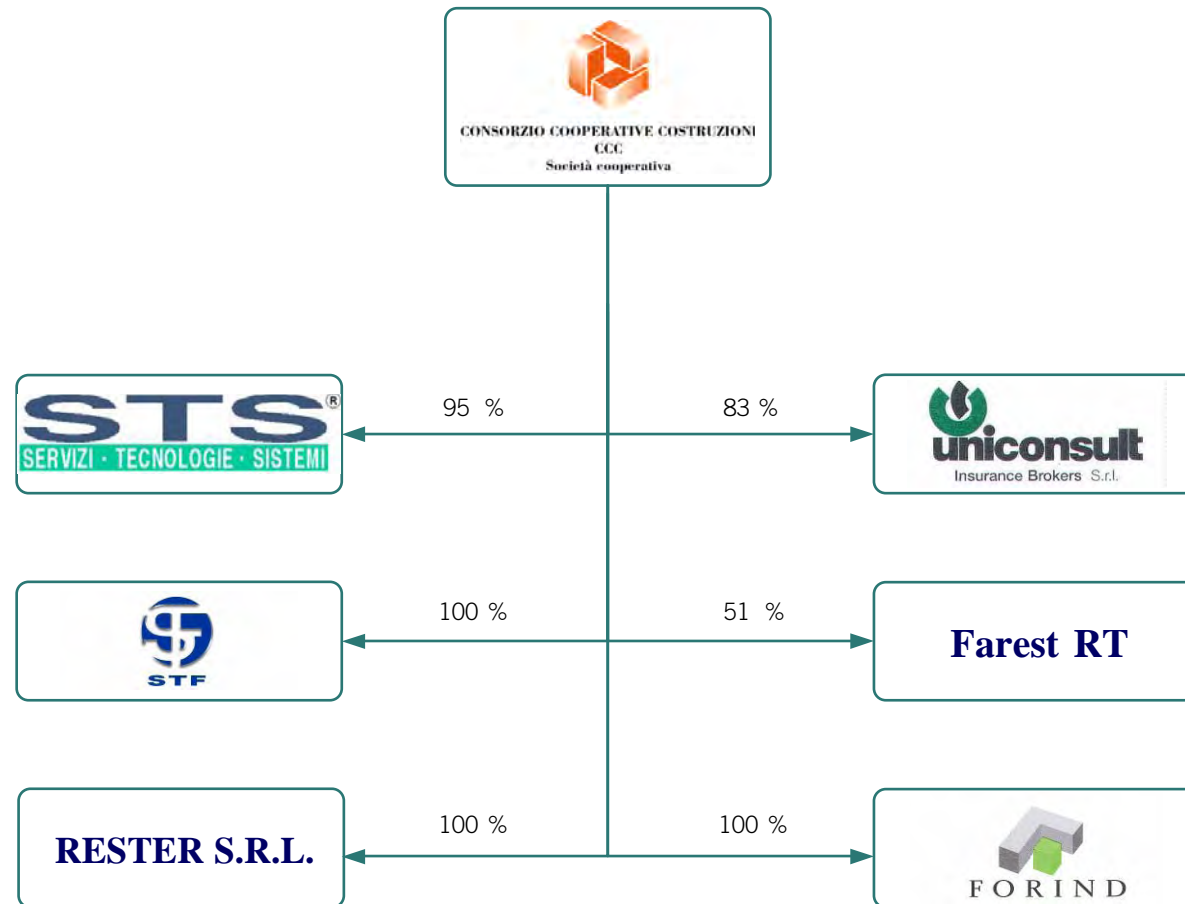 CONSORZIO COOPERATIVE COSTRUZIONI
CCC
Società cooperativa
STS®
SERVIZI · TECNOLOGIE · SISTEMI
95 %
83 %
uniconsult
Insurance Brokers S.r.l.
STF
100 %
51 %
Farest RT
RESTER S.R.L.
100 %
100 %
FORIND